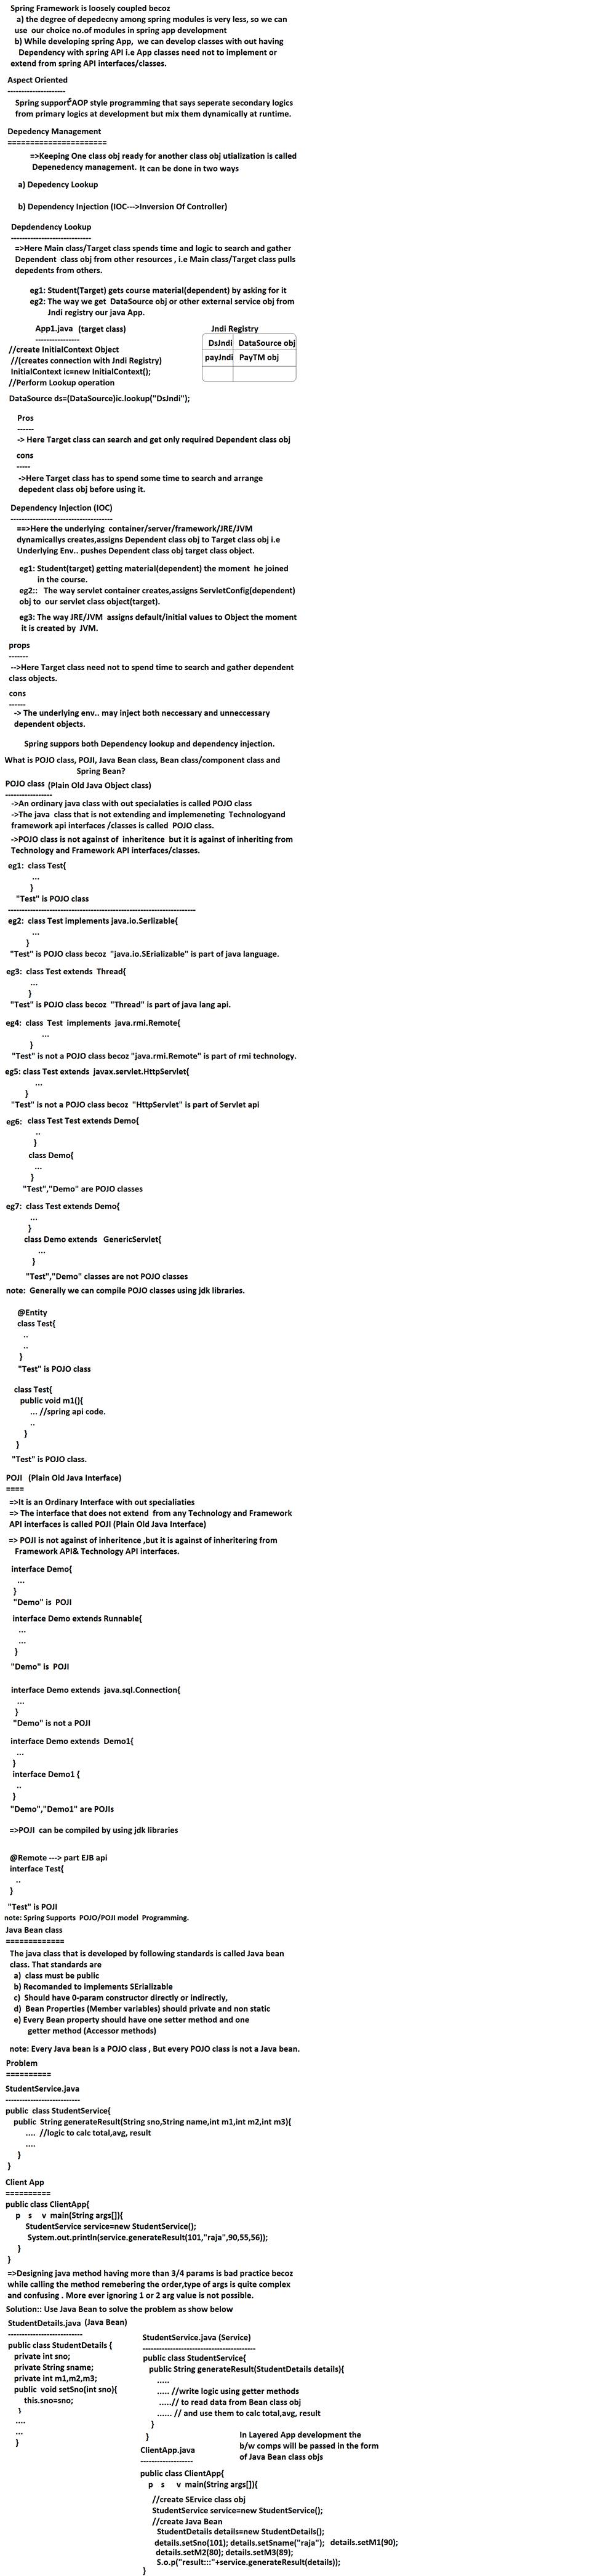 Spring Framework is loosely coupled becoz
a) the degree of depedecny among spring modules is very less, so we can
use our choice no.of modules in spring app development
b) While developing spring App, we can develop classes with out having
Dependency with spring API i.e App classes need not to implement or
extend from spring API interfaces/classes.
Aspect Oriented
---------------------
Spring supports AOP style programming that says seperate secondary logics
from primary logics at development but mix them dynamically at runtime.
Depedency Management
======================
=>Keeping One class obj ready for another class obj utialization is called
Depenedency management. It can be done in two ways
a) Depedency Lookup
b) Dependency Injection (IOC--->Inversion Of Controller)
Depdendency Lookup
-----------------------------
=>Here Main class/Target class spends time and logic to search and gather
Dependent class obj from other resources , i.e Main class/Target class pulls
depedents from others.
eg1: Student(Target) gets course material(dependent) by asking for it
eg2: The way we get DataSource obj or other external service obj from
Jndi registry our java App.
App1.java (target class)
----------------
Jndi Registry
DsJndi DataSource obj
payJndi PayTM obj
//create InitialContext Object
//(creates connection with Jndi Registry)
InitialContext ic=new InitialContext();
//Perform Lookup operation
DataSource ds=(DataSource)ic.lookup("DsJndi");
Pros
------
-> Here Target class can search and get only required Dependent class obj
cons
-----
->Here Target class has to spend some time to search and arrange
depedent class obj before using it.
Dependency Injection (IOC)
-------------------------------------
==>Here the underlying container/server/framework/JRE/JVM
dynamicallys creates,assigns Dependent class obj to Target class obj i.e
Underlying Env.. pushes Dependent class obj target class object.
eg1: Student(target) getting material(dependent) the moment he joined
in the course.
eg2:: The way servlet container creates,assigns ServletConfig(dependent)
obj to our servlet class object(target).
eg3: The way JRE/JVM assigns default/initial values to Object the moment
it is created by JVM.
props
-------
-->Here Target class need not to spend time to search and gather dependent
class objects.
cons
------
-> The underlying env.. may inject both neccessary and unneccessary
dependent objects.
Spring suppors both Dependency lookup and dependency injection.
What is POJO class, POJI, Java Bean class, Bean class/component class and
Spring Bean?
POJO class (Plain Old Java Object class)
-----------------
->An ordinary java class with out specialaties is called POJO class
->The java class that is not extending and implemeneting Technologyand
framework api interfaces /classes is called POJO class.
->POJO class is not against of inheritence but it is against of inheriting from
Technology and Framework API interfaces/classes.
eg1: class Test{
...
}
"Test" is POJO class
--------------------------------------------------------------------
eg2: class Test implements java.io.Serlizable{
...
}
"Test" is POJO class becoz "java.io.SErializable" is part of java language.
eg3: class Test extends Thread{
...
}
"Test" is POJO class becoz "Thread" is part of java lang api.
eg4: class Test implements java.rmi.Remote{
...
}
"Test" is not a POJO class becoz "java.rmi.Remote" is part of rmi technology.
eg5: class Test extends javax.servlet.HttpServlet{
...
}
"Test" is not a POJO class becoz "HttpServlet" is part of Servlet api
eg6: class Test Test extends Demo{
..
}
class Demo{
...
}
"Test","Demo" are POJO classes
eg7: class Test extends Demo{
...
}
class Demo extends GenericServlet{
...
}
"Test","Demo" classes are not POJO classes
note: Generally we can compile POJO classes using jdk libraries.
@Entity
class Test{
..
..
}
"Test" is POJO class
class Test{
public void m1(){
... //spring api code.
..
}
}
"Test" is POJO class.
POJI (Plain Old Java Interface)
====
=>It is an Ordinary Interface with out specialiaties
=> The interface that does not extend from any Technology and Framework
API interfaces is called POJI (Plain Old Java Interface)
=> POJI is not against of inheritence ,but it is against of inheritering from
Framework API& Technology API interfaces.
interface Demo{
...
}
"Demo" is POJI
interface Demo extends Runnable{
...
...
}
"Demo" is POJI
interface Demo extends java.sql.Connection{
...
}
"Demo" is not a POJI
interface Demo extends Demo1{
...
}
interface Demo1 {
..
}
"Demo","Demo1" are POJIs
=>POJI can be compiled by using jdk libraries
@Remote ---> part EJB api
interface Test{
..
}
"Test" is POJI
note: Spring Supports POJO/POJI model Programming.
Java Bean class
=============
The java class that is developed by following standards is called Java bean
class. That standards are
a) class must be public
b) Recomanded to implements SErializable
c) Should have 0-param constructor directly or indirectly,
d) Bean Properties (Member variables) should private and non static
e) Every Bean property should have one setter method and one
getter method (Accessor methods)
note: Every Java bean is a POJO class , But every POJO class is not a Java bean.
Problem
==========
StudentService.java
---------------------------
public class StudentService{
public String generateResult(String sno,String name,int m1,int m2,int m3){
.... //logic to calc total,avg, result
....
}
}
Client App
==========
public class ClientApp{
p s v main(String args[]){
StudentService service=new StudentService();
System.out.println(service.generateResult(101,"raja",90,55,56));
}
}
=>Designing java method having more than 3/4 params is bad practice becoz
while calling the method remebering the order,type of args is quite complex
and confusing . More ever ignoring 1 or 2 arg value is not possible.
Solution:: Use Java Bean to solve the problem as show below
StudentDetails.java (Java Bean)
---------------------------
public class StudentDetails {
private int sno;
private String sname;
private int m1,m2,m3;
public void setSno(int sno){
this.sno=sno;
}
....
...
}
StudentService.java (Service)
-----------------------------------------
public class StudentService{
public String generateResult(StudentDetails details){
.....
..... //write logic using getter methods
.....// to read data from Bean class obj
...... // and use them to calc total,avg, result
}
}
In Layered App development the
b/w comps will be passed in the form
of Java Bean class objs
ClientApp.java
-------------------
public class ClientApp{
p s v main(String args[]){
//create SErvice class obj
StudentService service=new StudentService();
//create Java Bean
StudentDetails details=new StudentDetails();
details.setSno(101); details.setSname("raja"); details.setM1(90);
details.setM2(80); details.setM3(89);
S.o.p("result:::"+service.generateResult(details));
}